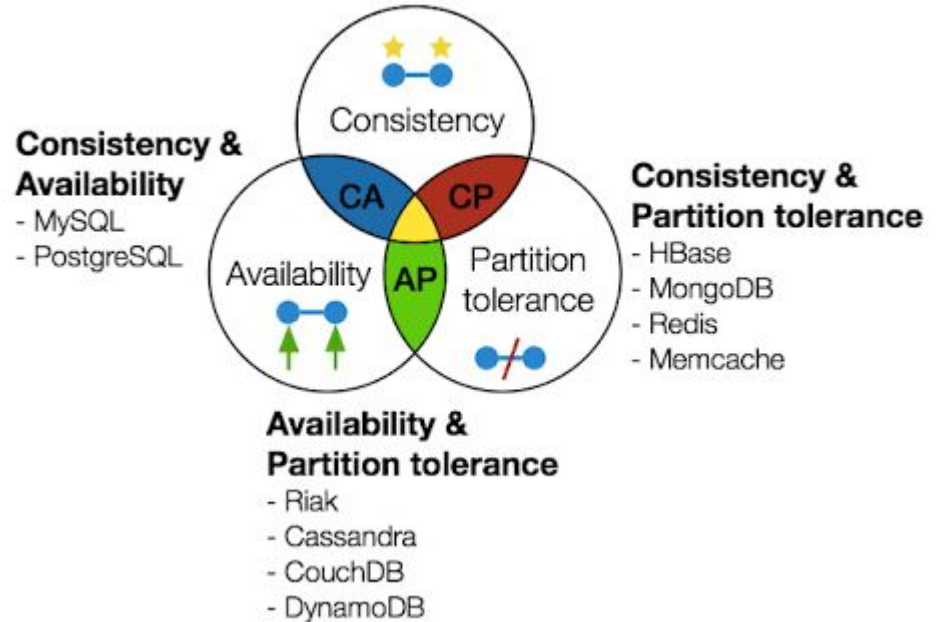 Consistency
Consistency &
Availability
- MySQL
- PostgreSQL
CA
CP
AP
Availability
Partition
tolerance
Consistency &
Partition tolerance
- HBase
- MongoDB
- Redis
- Memcache
Availability &
Partition tolerance
- Riak
- Cassandra
- CouchDB
- DynamoDB